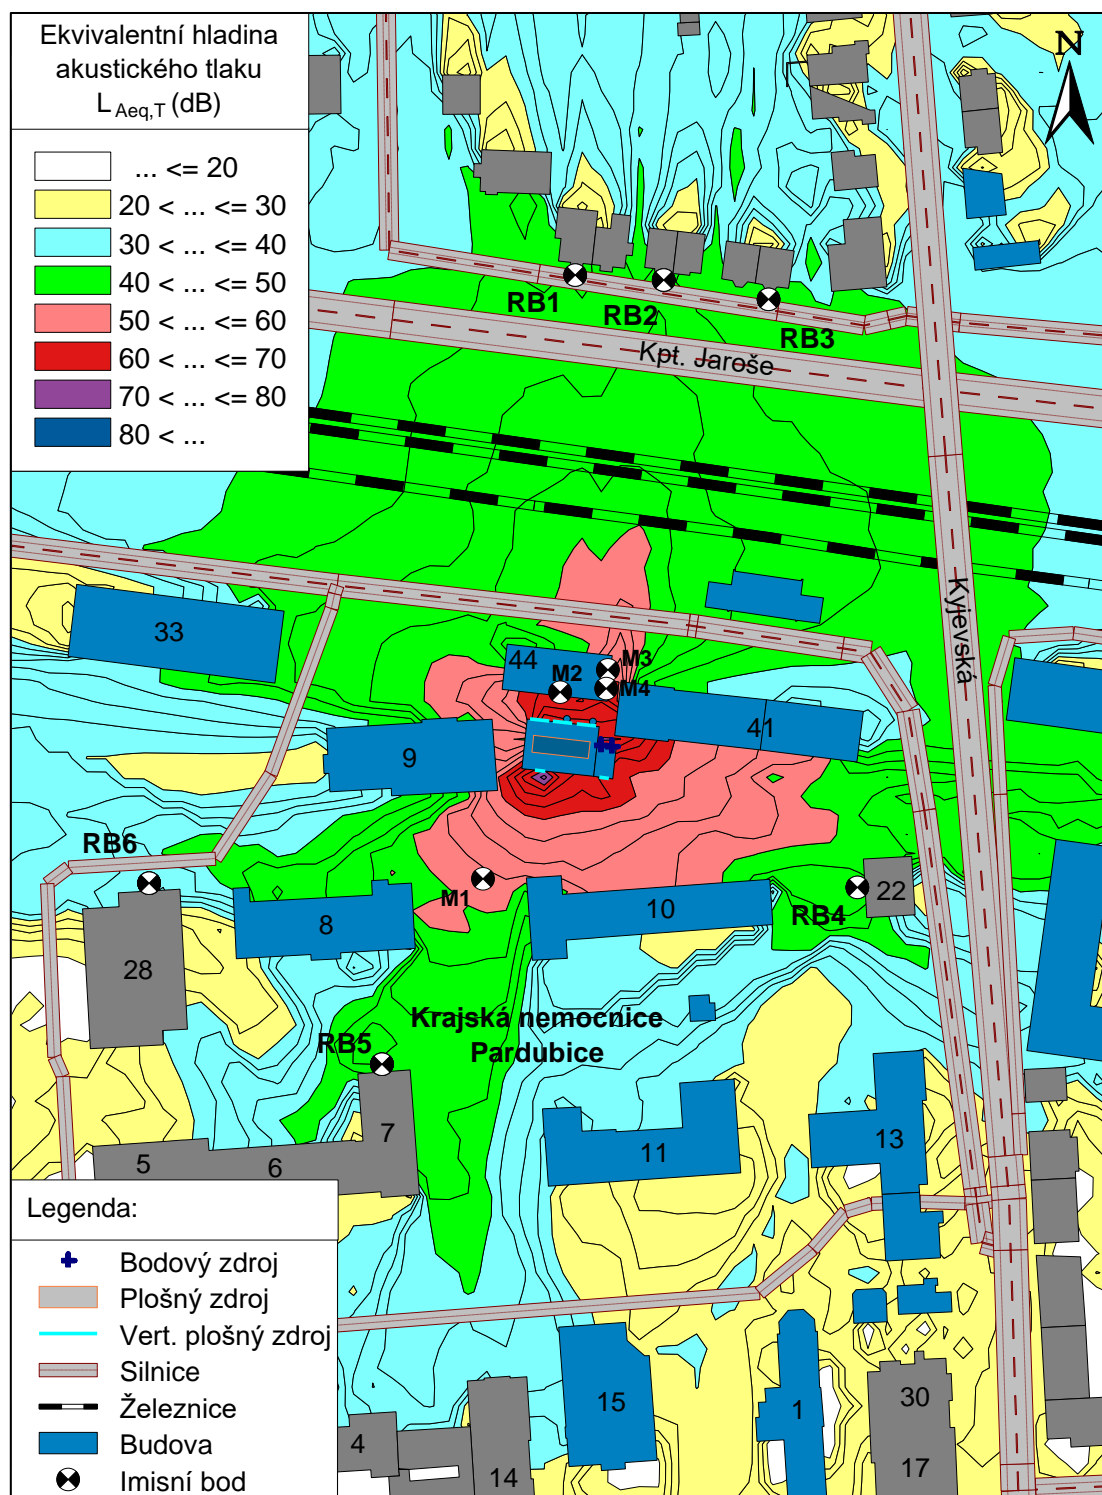 Ekvivalentní hladina
akustického tlaku
L Aeq,T (dB)
... <= 20
20 < ... <= 30
30 < ... <= 40
40 < ... <= 50
50 < ... <= 60
60 < ... <= 70
70 < ... <= 80
80 < ...
N
RB1
RB2
RB3
Kpt. Jaroše
Kyjevská
33
44
M3
M2
M4
41
9
RB6
M1
22
10
RB4
8
28
Krajská nemocnice
Pardubice
RB5
7
13
11
5
6
Legenda:
Bodový zdroj
Plošný zdroj
Vert. plošný zdroj
Silnice
Železnice
Budova
Imisní bod
15
1
30
4
14
17